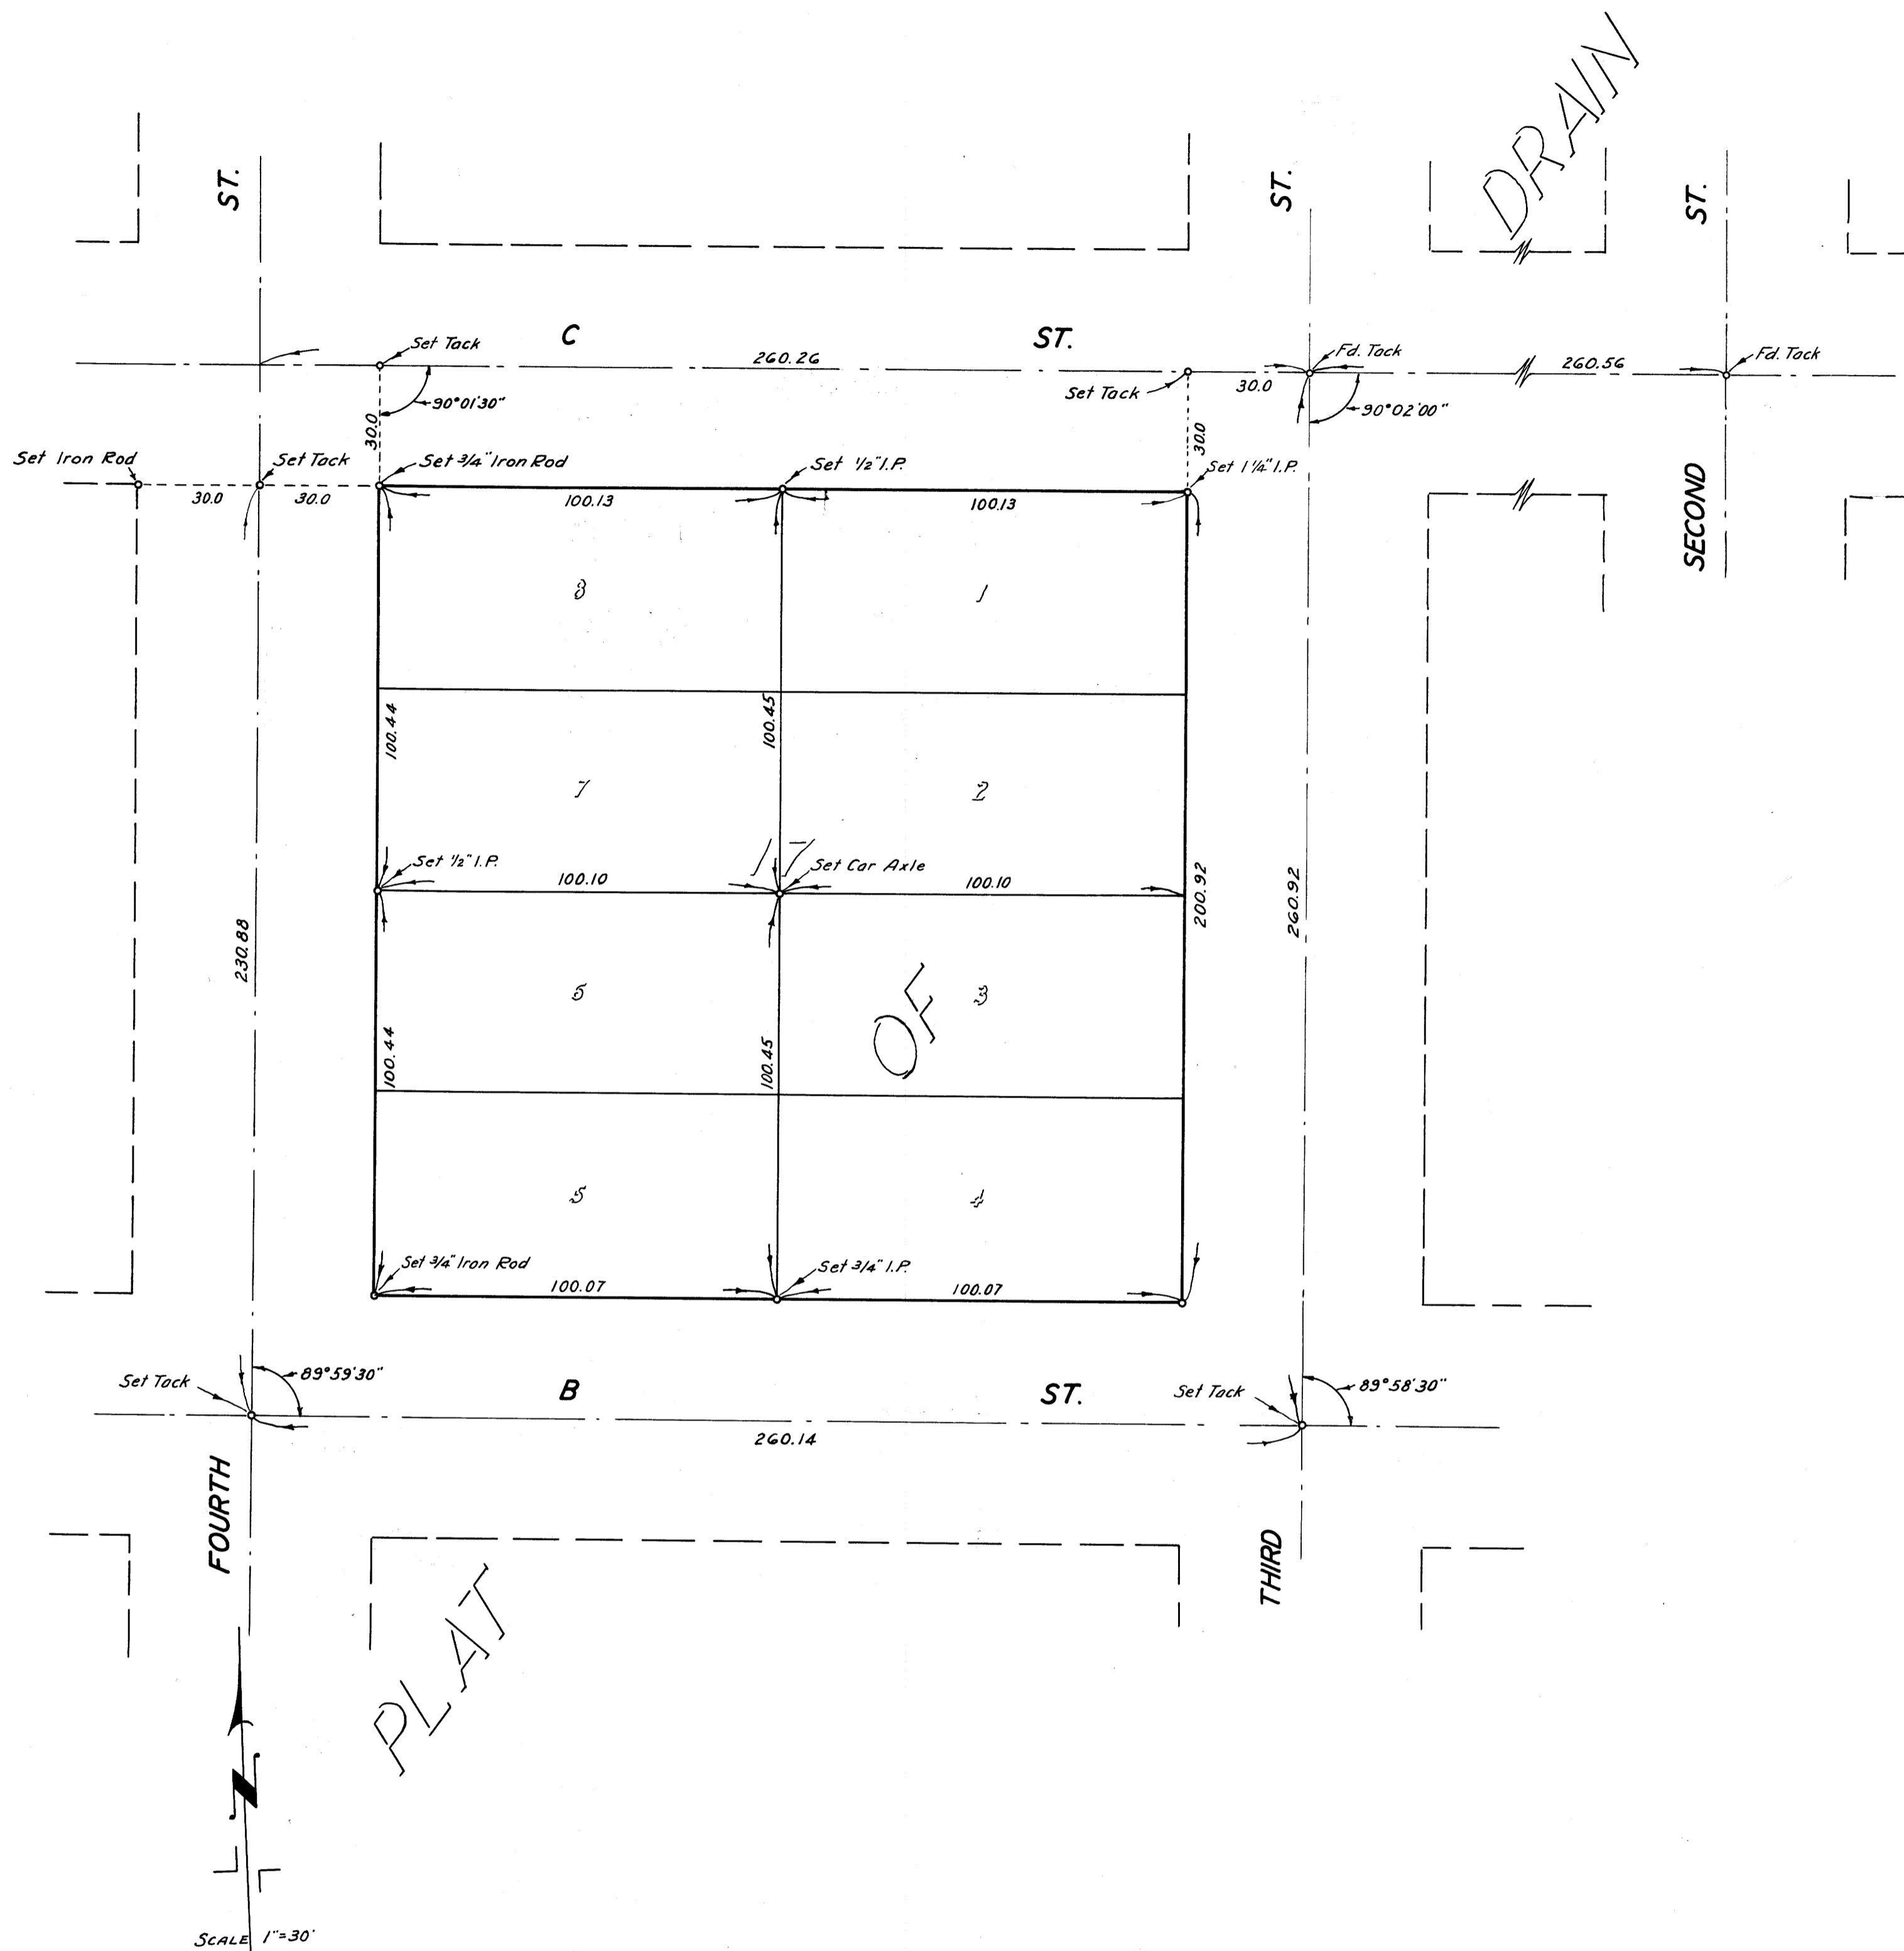 DRAIN
ST.
ST.
ST.
C ST.
Set Tack
260.26
Fd. Tack
260.56
Fd. Tack
Set Tack
30.0
90°01'30"
90°02'00"
30.0
30.0
Set Iron Rod
Set Tack
Set 3/4" Iron Rod
Set 1/2" I.P.
Set 1 1/4" I.P.
30.0
30.0
100.13
100.13
SECOND
8
1
100.44
100.45
7
2
17
Set 1/2" I.P.
Set Car Axle
100.10
100.10
200.92
260.92
230.88
6
3
OF
100.44
100.45
5
4
Set 3/4" Iron Rod
Set 3/4" I.P.
100.07
100.07
Set Tack
89°59'30"
B ST.
Set Tack
89°58'30"
260.14
FOURTH
THIRD
PLAT
N
SCALE 1"=30'